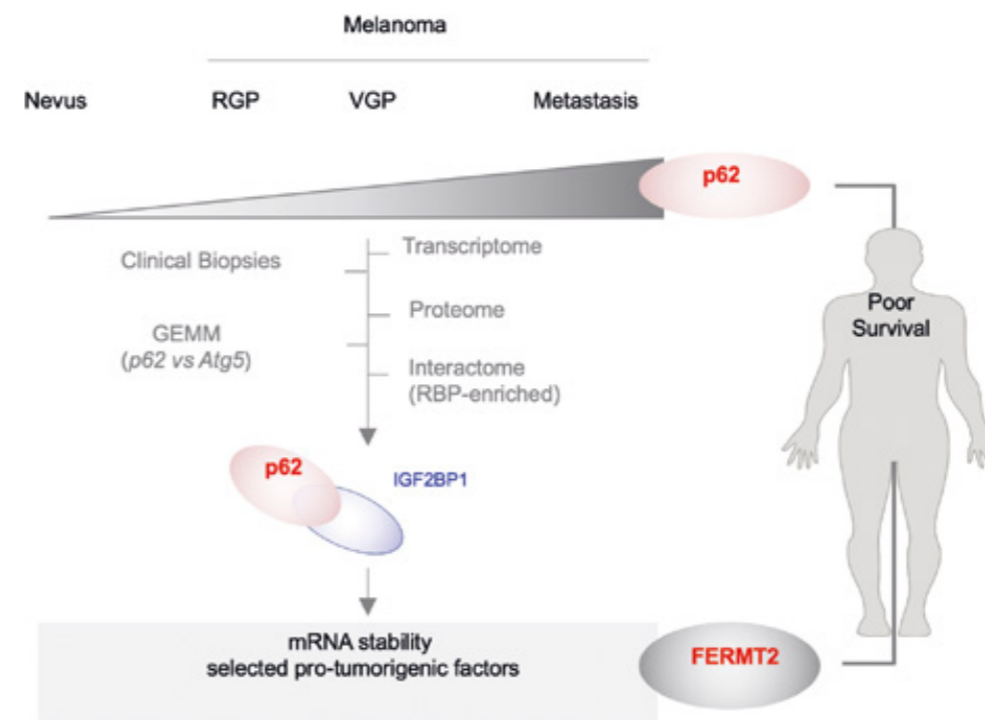 Melanoma
Nevus RGP VGP Metastasis
p62
Clinical Biopsies
Transcriptome
Proteome
GEMM
(p62 vs Atg5)
Interactome
(RBP-enriched)
Poor
Survival
p62
IGF2BP1
mRNA stability
selected pro-tumorigenic factors
FERMT2